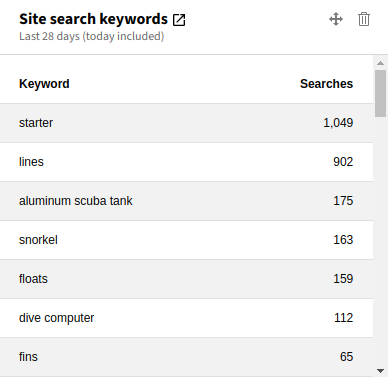 Site search keywords
Last 28 days (today included)
Keyword Searches
starter 1,049
lines 902
aluminum scuba tank 175
snorkel 163
floats 159
dive computer 112
fins 65